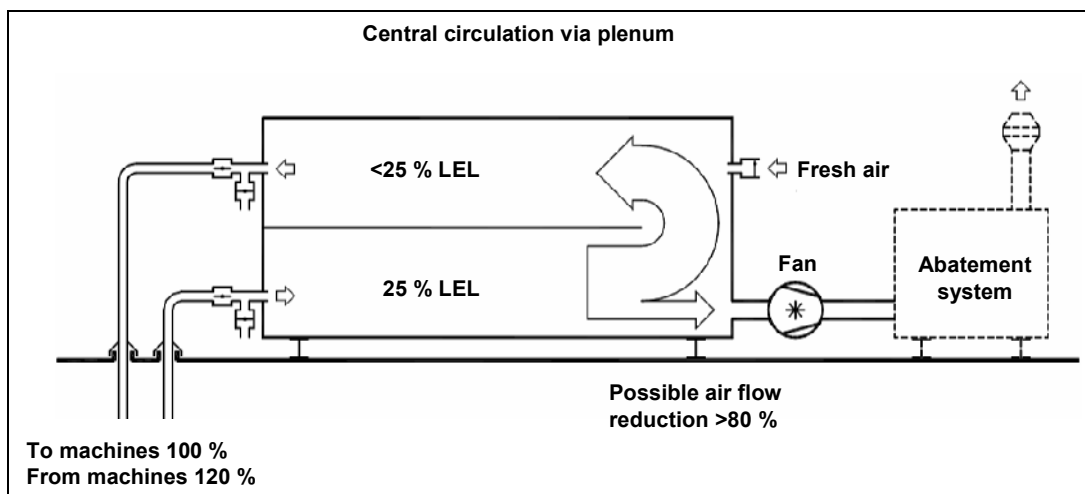 Central circulation via plenum
<25 % LEL
Fresh air
25 % LEL
Fan
Abatement
system
Possible air flow
reduction >80 %
To machines 100 %
From machines 120 %